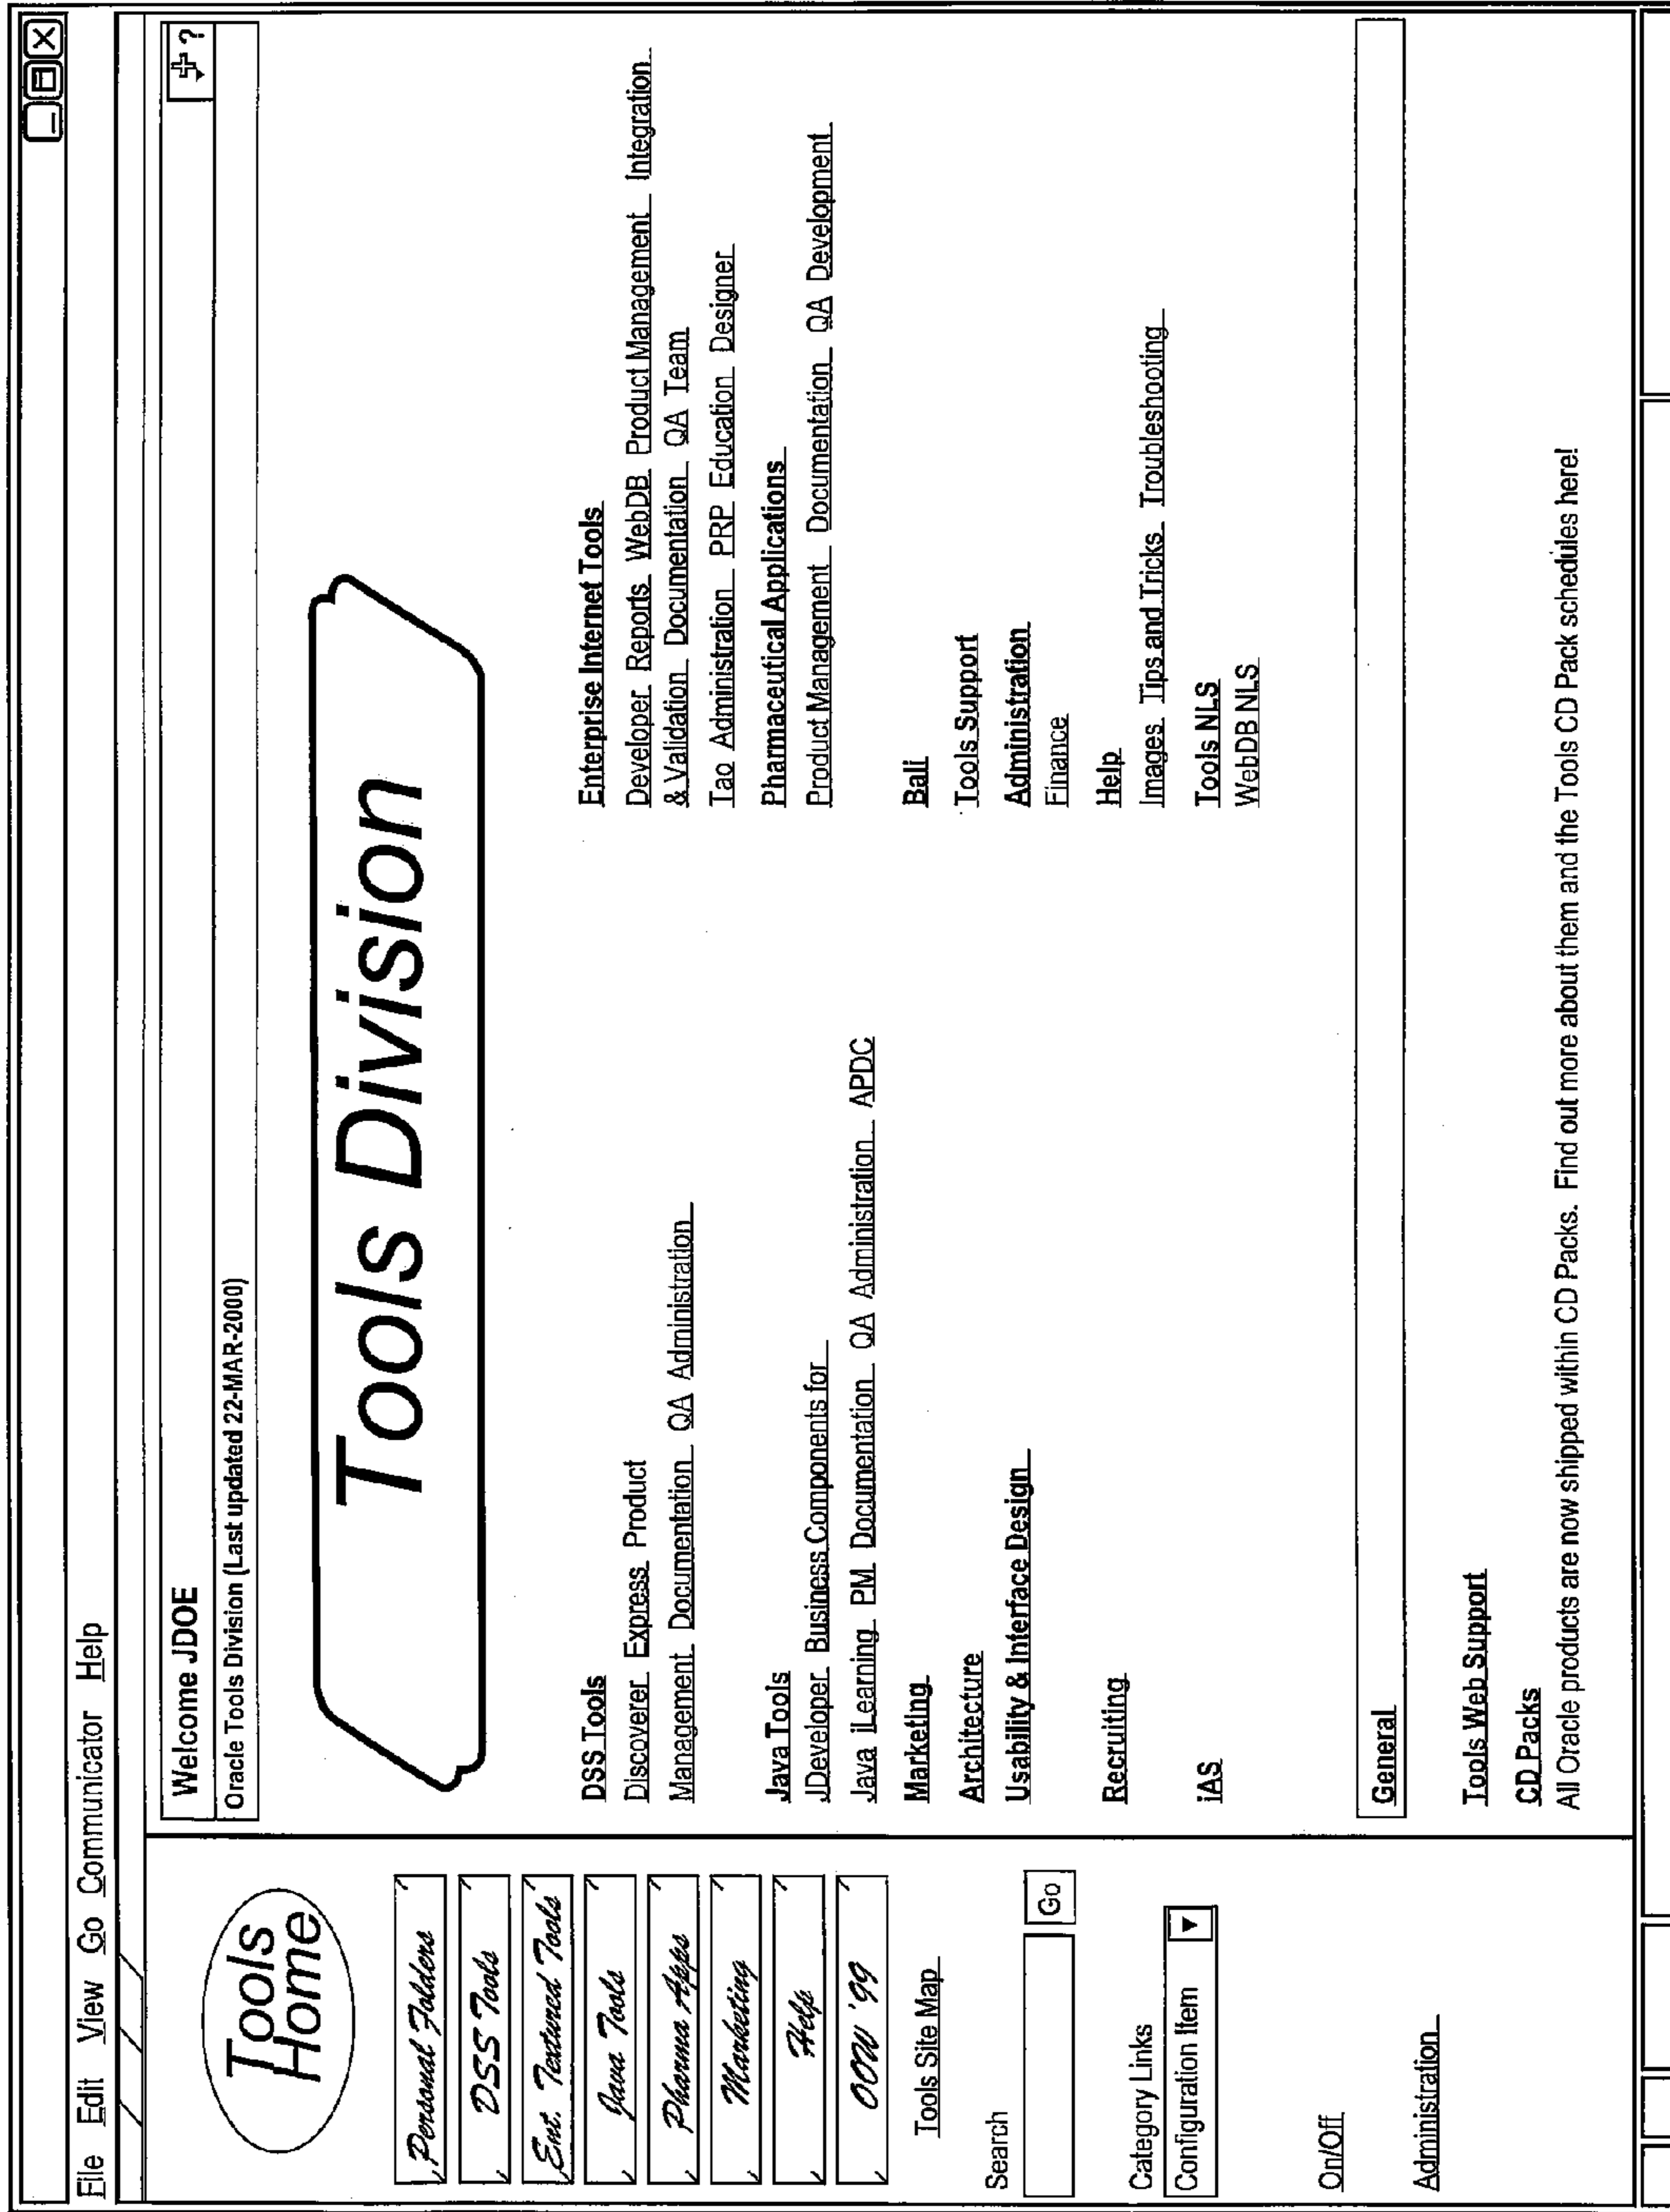 File Edit View Go Communicator Help
Tools
Home
Personal Folders
DSS Tools
Ent. Textured Tools
Java Tools
Pharma Apps
Marketing
Help
OOW '99
Tools Site Map
Search
Go
Category Links
Configuration Item
On/Off
Administration
Welcome JDOE
?
Oracle Tools Division (Last updated 22-MAR-2000)
Tools Division
DSS Tools
Discoverer Express Product
Management Documentation QA Administration
Java Tools
JDeveloper Business Components for
Java iLearning PM Documentation QA Administration APDC
Marketing
Architecture
Usability & Interface Design
Recruiting
iAS
Enterprise Internet Tools
Developer Reports WebDB Product Management Integration
& Validation Documentation QA Team
Tao Administration PRP Education Designer
Pharmaceutical Applications
Product Management Documentation QA Development
Bali
Tools Support
Administration
Finance
Help
Images Tips and Tricks Troubleshooting
Tools NLS
WebDB NLS
General
Tools Web Support
CD Packs
All Oracle products are now shipped within CD Packs. Find out more about them and the Tools CD Pack schedules here!